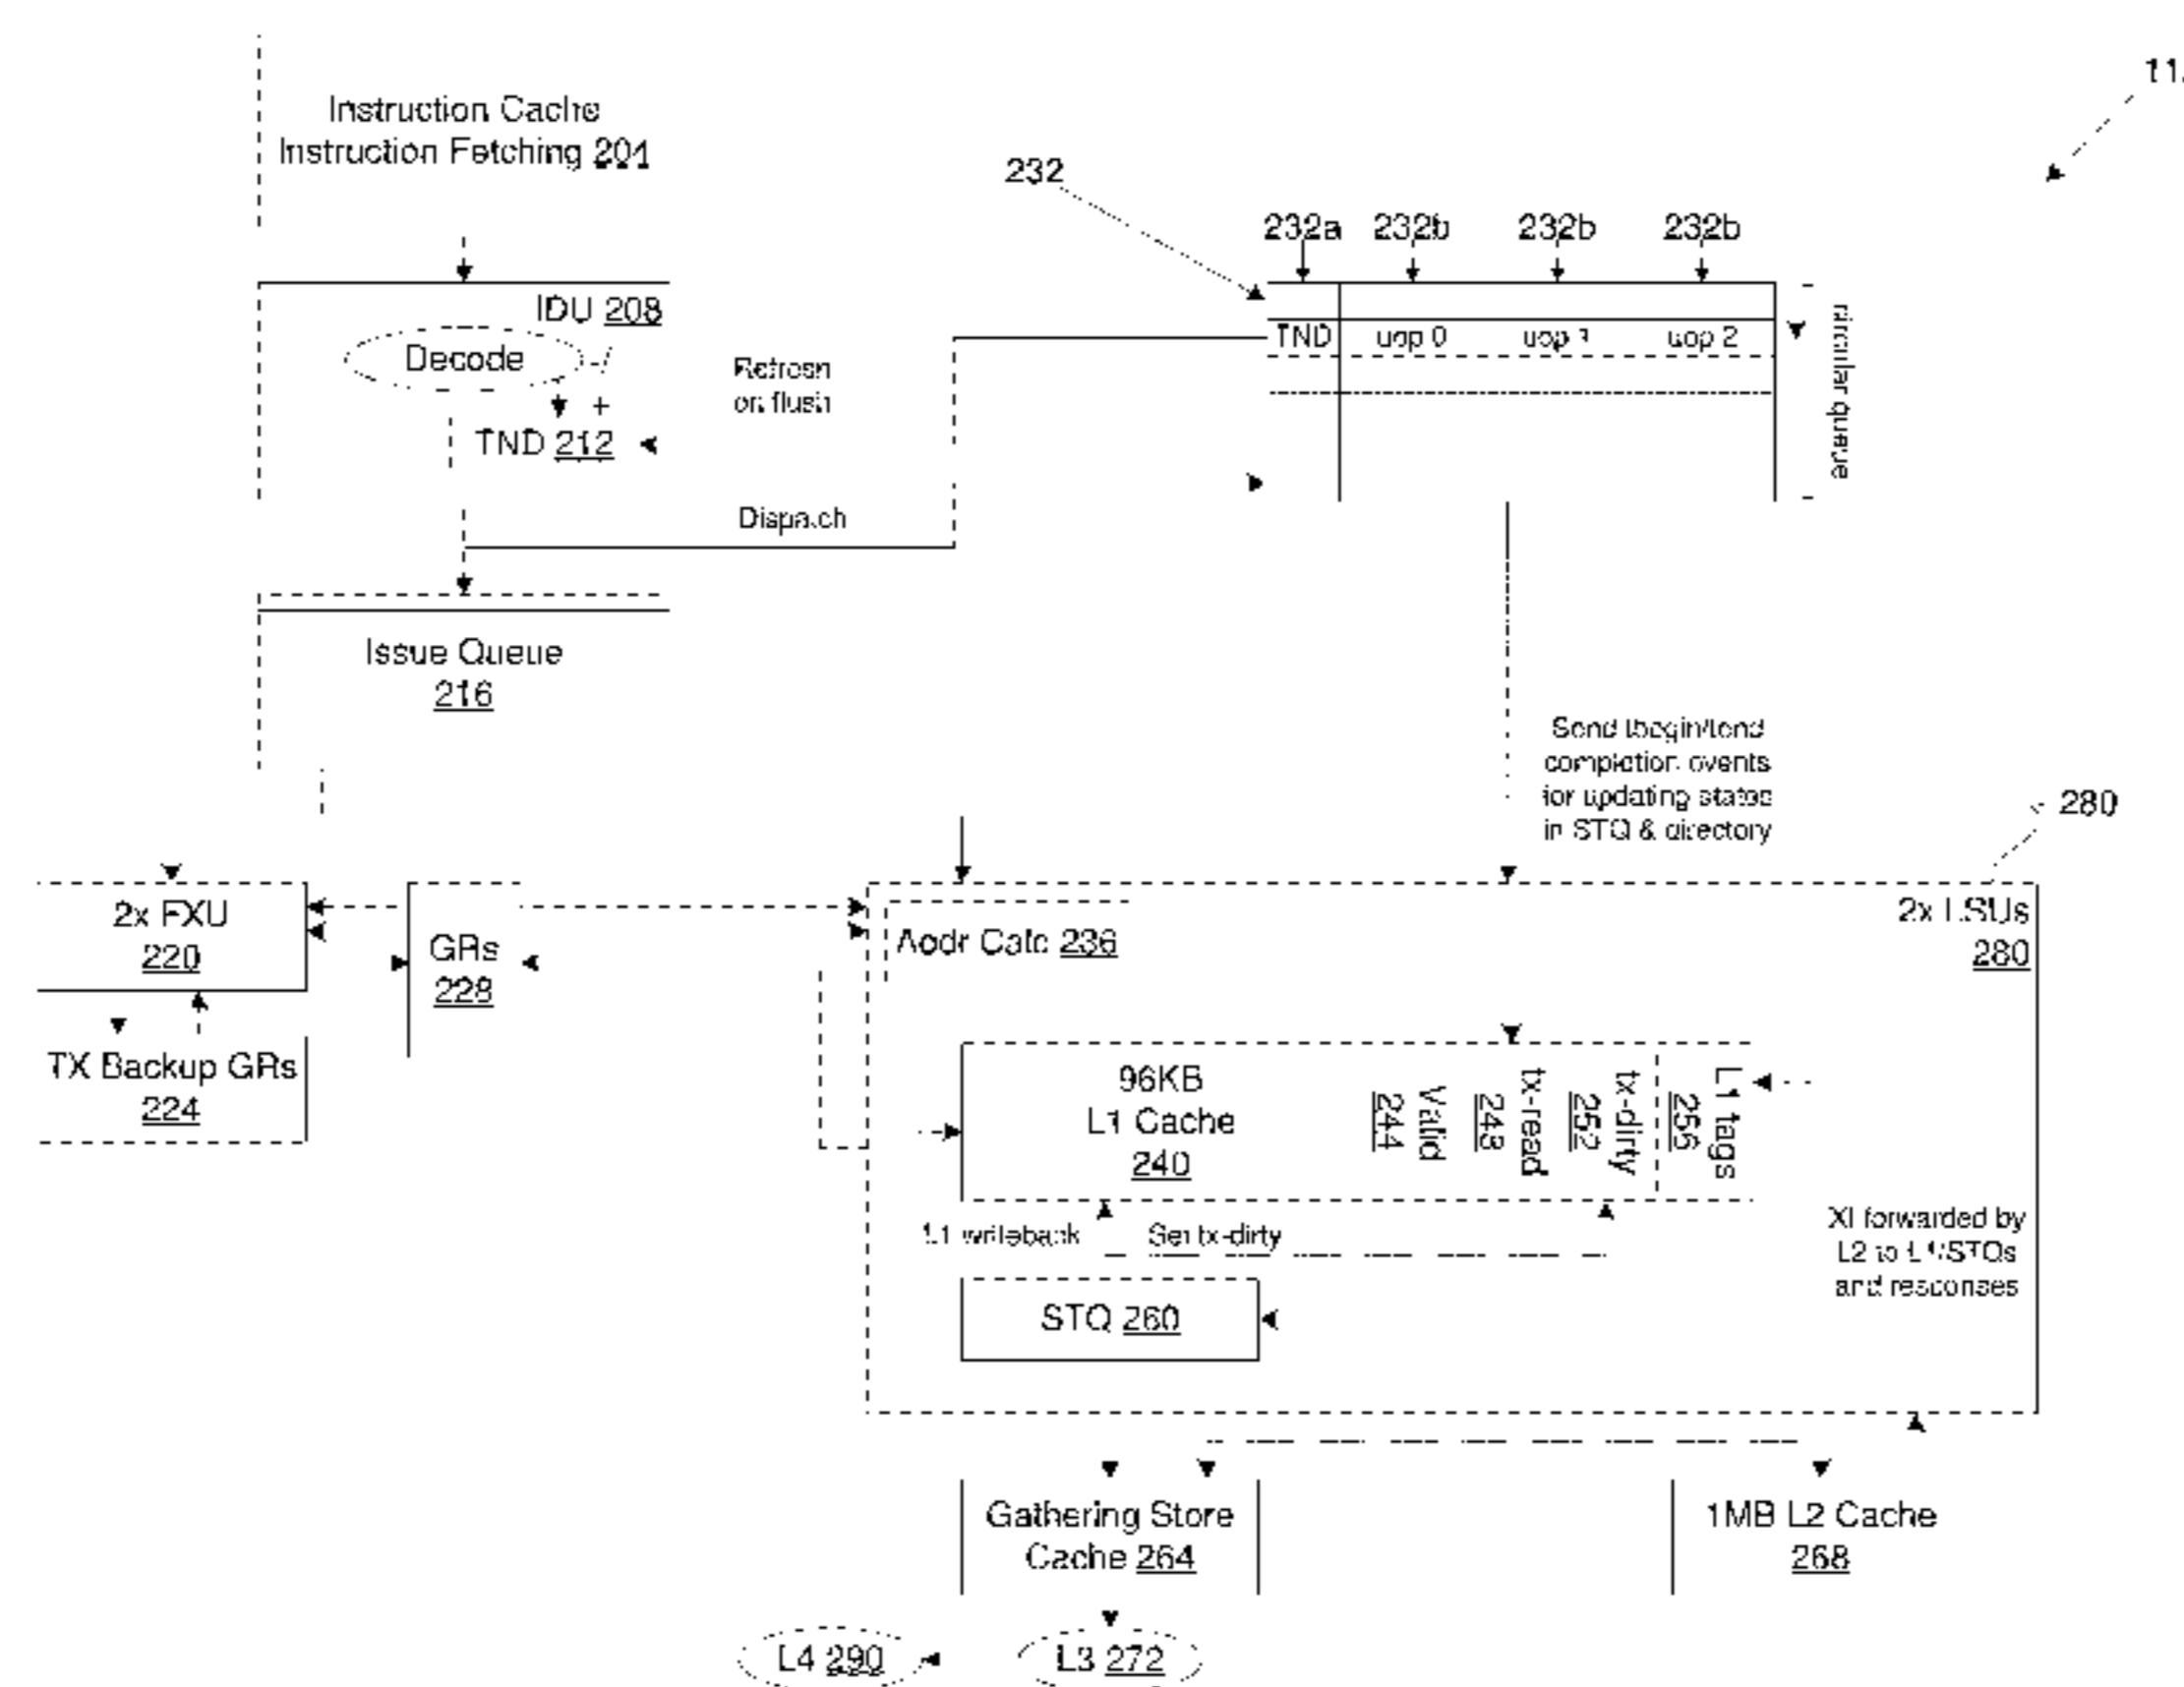 Instruction Cache
Instruction Fetching 204
11
232
232a 232b 232b 232b
IDU 208
Decode
+
TND 212
Refresh
on flush
TND uop 0 uop 1 uop 2
circular queue
Dispatch
Issue Queue
216
Send tbegin/tend
completion events
for updating states
in STQ & directory
280
2x FXU
220
GRs
228
Addr Calc 236
2x LSUs
280
TX Backup GRs
224
96KB
L1 Cache
240
Valid
244
tx-read
248
tx-dirty
252
L1 tags
256
L1 writeback
Set tx-dirty
XI forwarded by
L2 to L1/STQs
and responses
STQ 260
Gathering Store
Cache 264
1MB L2 Cache
268
L4 290
L3 272